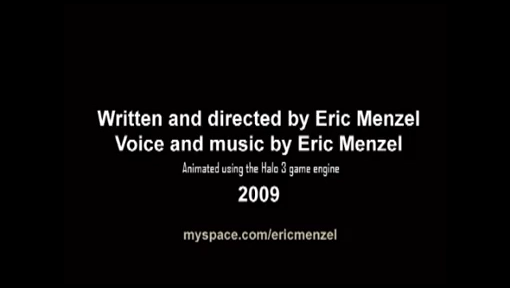 Written and directed by Eric Menzel
Voice and music by Eric Menzel
Animated using the Halo 3 game engine
2009
myspace.com/ericmenzel